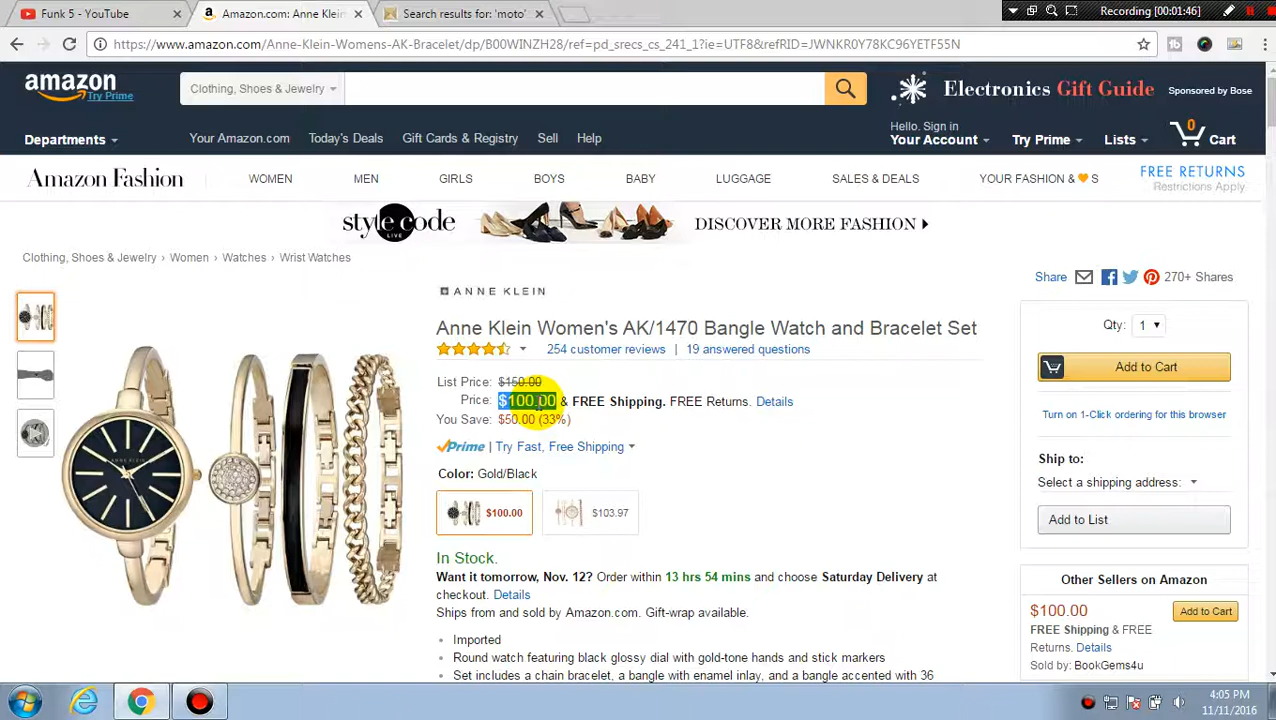 Funk 5 - YouTube
Amazon.com: Anne Klein
Search results for: 'moto'
Recording [00:01:46]
https://www.amazon.com/Anne-Klein-Womens-AK-Bracelet/dp/B00WINZH28/ref=pd_srecs_cs_241_1?ie=UTF8&refRID=JWNKR0Y78KC96YETF55N
amazon
Try Prime
Clothing, Shoes & Jewelry
Electronics Gift Guide
Sponsored by Bose
Departments
Your Amazon.com
Today's Deals
Gift Cards & Registry
Sell
Help
Hello. Sign in
Your Account
Try Prime
Lists
0
Cart
Amazon Fashion
WOMEN
MEN
GIRLS
BOYS
BABY
LUGGAGE
SALES & DEALS
YOUR FASHION & S
FREE RETURNS
Restrictions Apply
style code
LIVE
DISCOVER MORE FASHION
Clothing, Shoes & Jewelry › Women › Watches › Wrist Watches
Share
270+ Shares
ANNE KLEIN
Anne Klein Women's AK/1470 Bangle Watch and Bracelet Set
254 customer reviews | 19 answered questions
List Price: $150.00
Price: $100.00 & FREE Shipping. FREE Returns. Details
You Save: $50.00 (33%)
Prime | Try Fast, Free Shipping
Color: Gold/Black
$100.00
$103.97
In Stock.
Want it tomorrow, Nov. 12? Order within 13 hrs 54 mins and choose Saturday Delivery at
checkout. Details
Ships from and sold by Amazon.com. Gift-wrap available.
• Imported
• Round watch featuring black glossy dial with gold-tone hands and stick markers
• Set includes a chain bracelet, a bangle with enamel inlay, and a bangle accented with 36
Qty: 1
Add to Cart
Turn on 1-Click ordering for this browser
Ship to:
Select a shipping address:
Add to List
Other Sellers on Amazon
$100.00
Add to Cart
FREE Shipping & FREE
Returns. Details
Sold by: BookGems4u
4:05 PM
11/11/2016